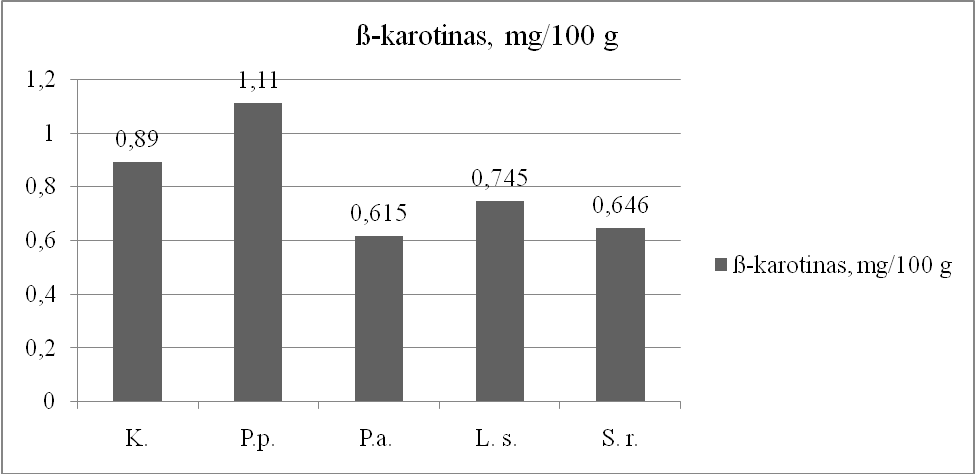 ß-karotinas, mg/100 g
1,2
1
0,8
0,6
0,4
0,2
0
0,89
1,11
0,615
0,745
0,646
K.
P.p.
P.a.
L. s.
S. r.
ß-karotinas, mg/100 g